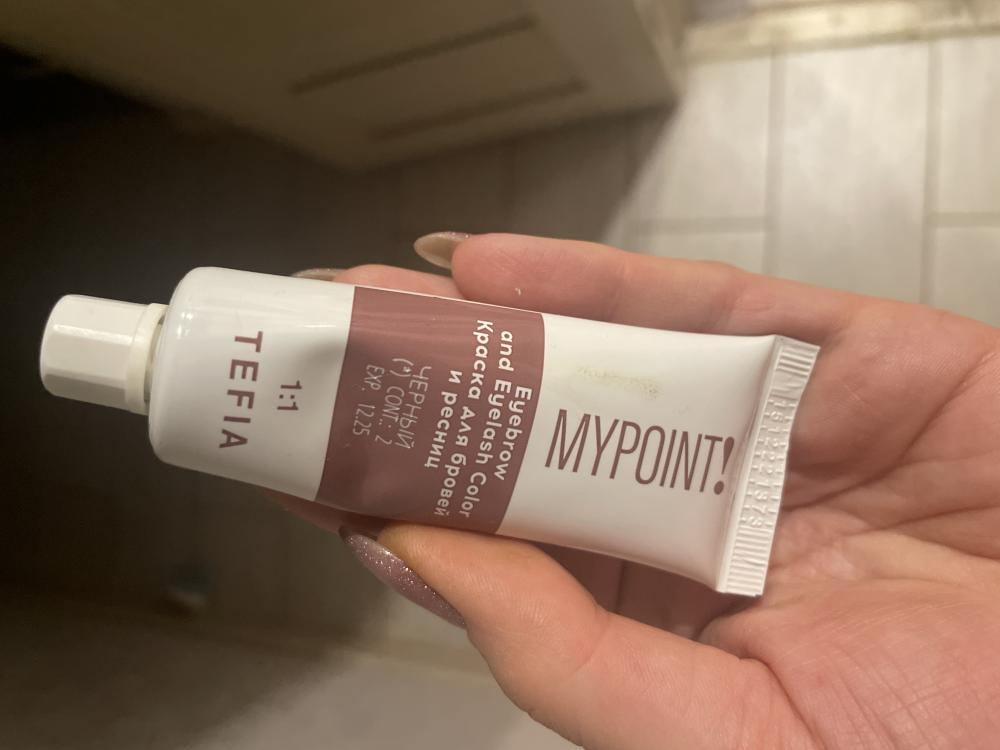 MYPOINT!
Eyebrow
and Eyelash Color
Краска для бровей
и ресниц
ЧЕРНЫЙ
(*) CONT.: 2
EXP. 12.25
1:1
TEFIA